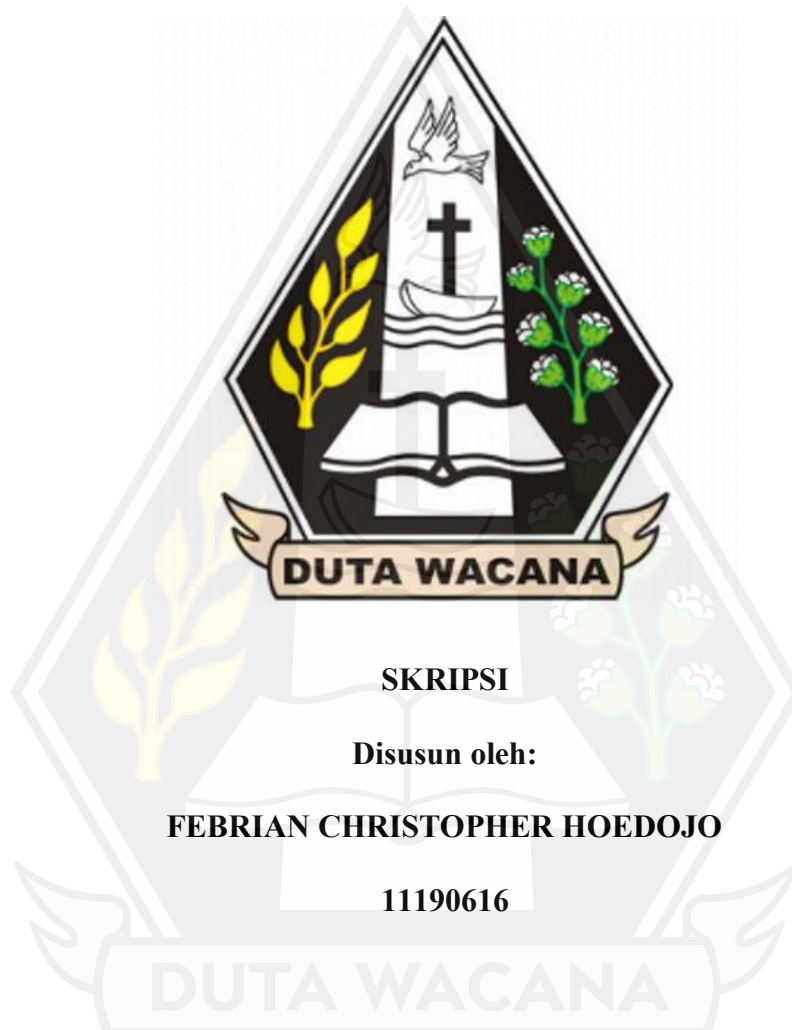 DUTA WACANA
SKRIPSI
Disusun oleh:
FEBRIAN CHRISTOPHER HOEDOJO
11190616
DUTA WACANA